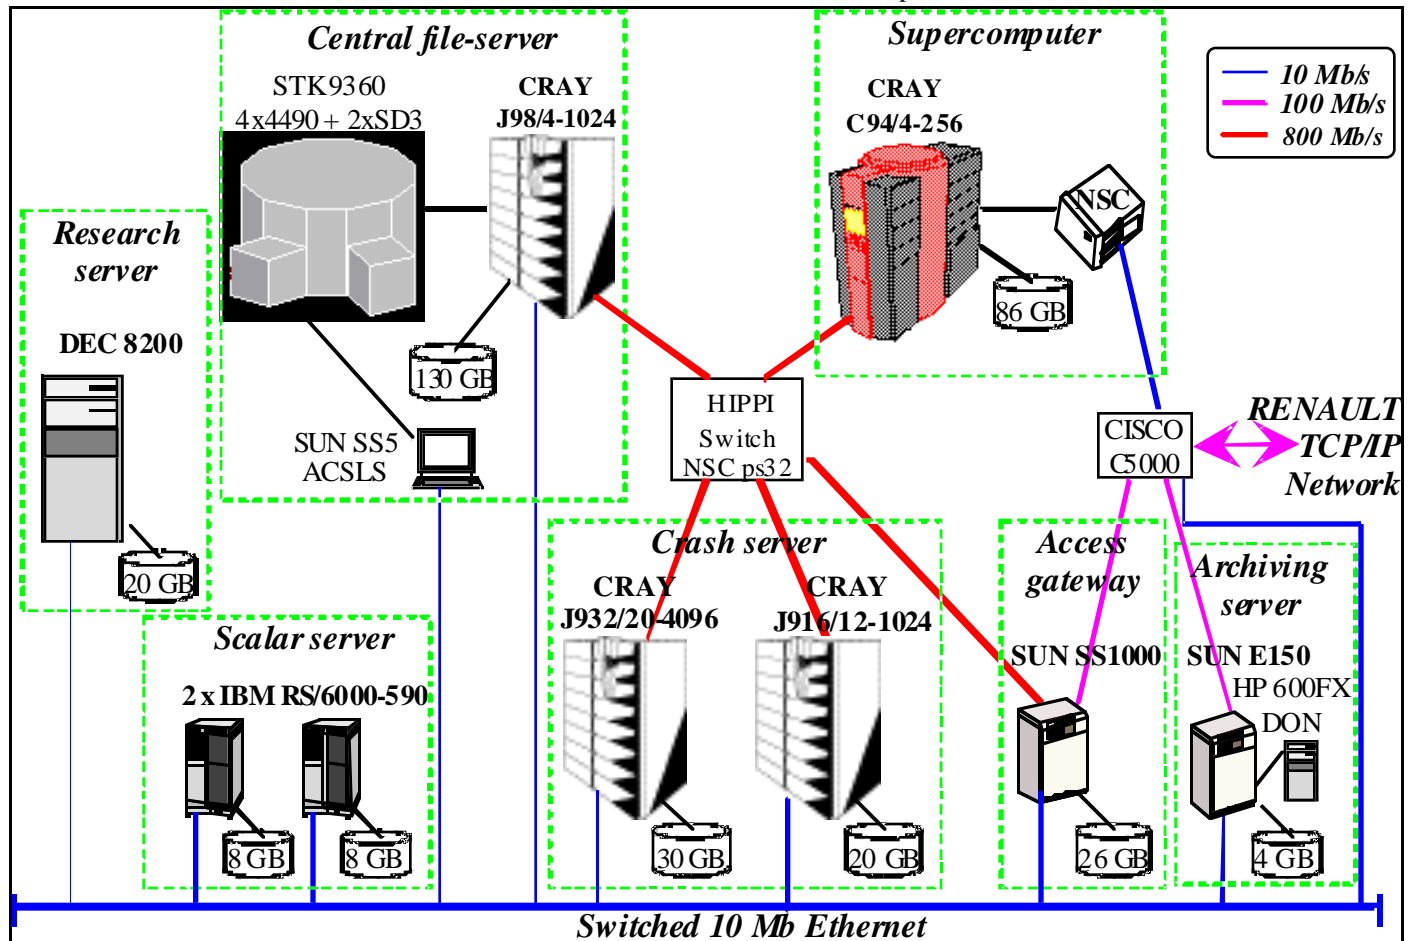 Central file-server
STK9360
4x4490 + 2xSD3
CRAY
J98/4-1024
130 GB
SUN SS5
ACSLS
Supercomputer
CRAY
C94/4-256
NSC
86 GB
10 Mb/s
100 Mb/s
800 Mb/s
Research
server
DEC 8200
20 GB
HIPPI
Switch
NSC ps32
CISCO
C5000
RENAULT
TCP/IP
Network
Scalar server
2 x IBM RS/6000-590
8 GB
8 GB
Crash server
CRAY
J932/20-4096
30 GB
CRAY
J916/12-1024
20 GB
Access
gateway
SUN SS1000
26 GB
Archiving
server
SUN E150
HP 600FX
DON
4 GB
Switched 10 Mb Ethernet